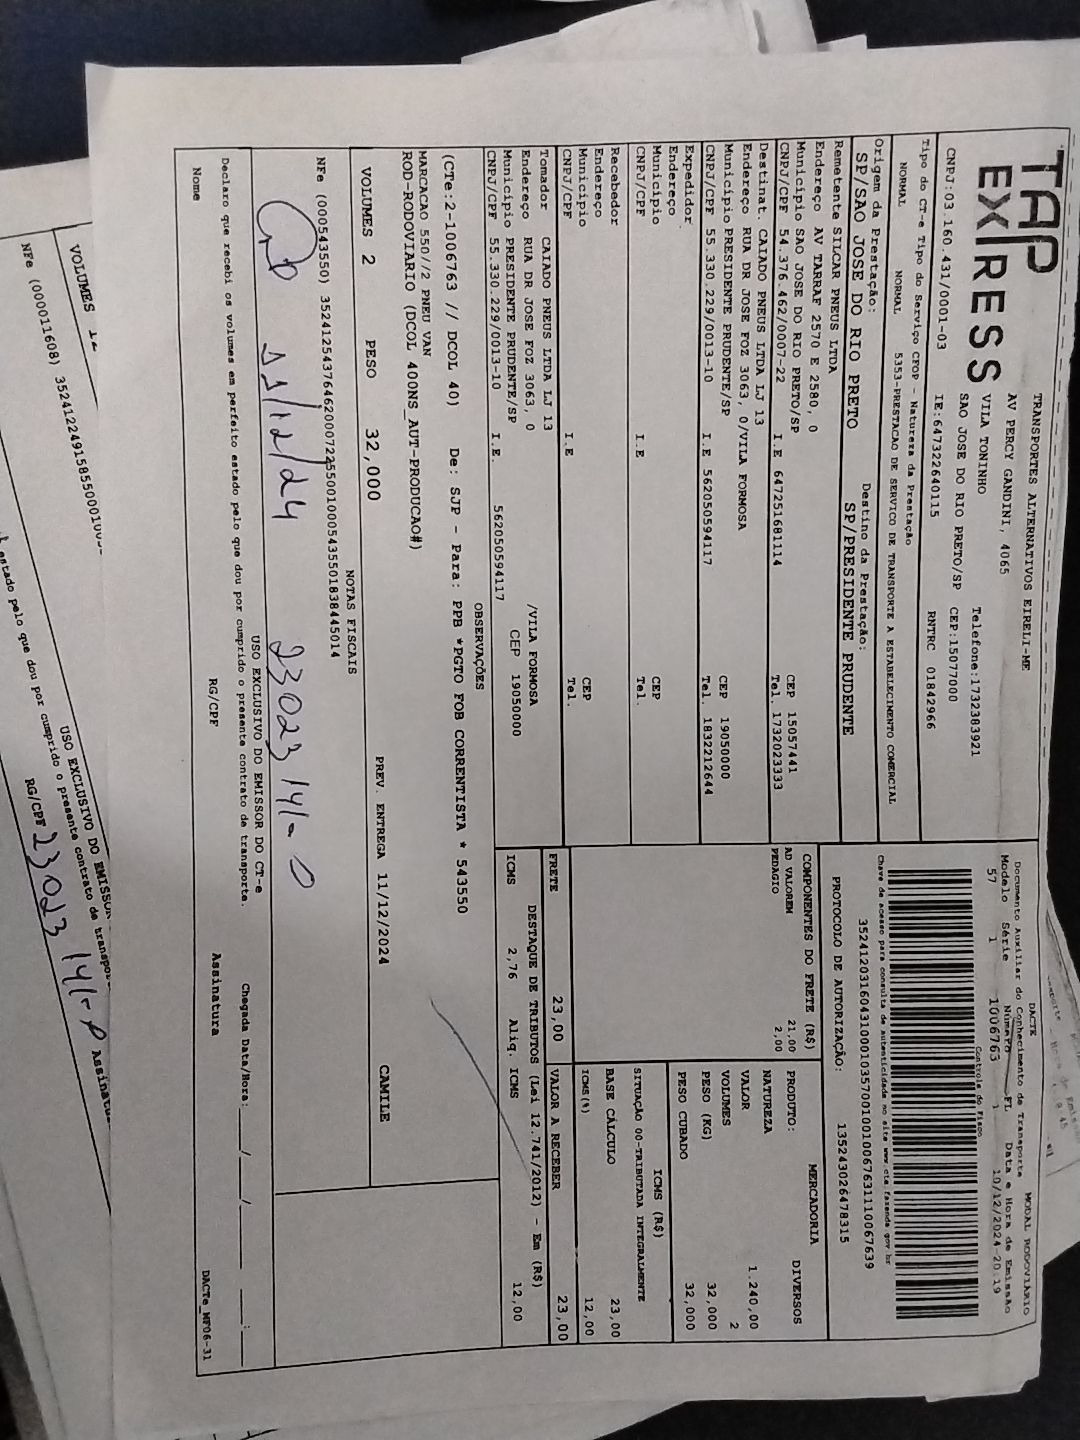 TAP
EXPRESS
TRANSPORTES ALTERNATIVOS EIRELI-ME
AV PERCY GANDINI, 4065
VILA TONINHO Telefone:1732383921
SAO JOSE DO RIO PRETO/SP CEP:15077000
CNPJ:03.160.431/0001-03 IE:647322640115 RNTRC 01842966
DACTE MODAL RODOVIÁRIO
Documento Auxiliar do Conhecimento de Transporte
Modelo Série Número FL Data e Hora de Emissão
57 1 1006763 1 10/12/2024-20:19
Controle do Fisco
Chave de acesso para consulta de autenticidade no site www.cte.fazenda.gov.br
35241203160431000103570010010067631110067639
PROTOCOLO DE AUTORIZAÇÃO: 135243026478315
Tipo do CT-e Tipo do Serviço CFOP - Natureza da Prestação
NORMAL NORMAL 5353-PRESTACAO DE SERVICO DE TRANSPORTE A ESTABELECIMENTO COMERCIAL
Origem da Prestação: Destino da Prestação:
SP/SAO JOSE DO RIO PRETO SP/PRESIDENTE PRUDENTE
Remetente SILCAR PNEUS LTDA
Endereço AV TARRAF 2570 E 2580, 0
Município SAO JOSE DO RIO PRETO/SP CEP 15057441
CNPJ/CPF 54.376.462/0007-22 I.E 647251681114 Tel. 1732023333
Destinat. CAIADO PNEUS LTDA LJ 13
Endereço RUA DR JOSE FOZ 3063, 0/VILA FORMOSA
Município PRESIDENTE PRUDENTE/SP CEP 19050000
CNPJ/CPF 55.330.229/0013-10 I.E 562050594117 Tel. 1832212644
Expedidor
Endereço
Município CEP
CNPJ/CPF I.E Tel.
Recebedor
Endereço
Município CEP
CNPJ/CPF I.E Tel.
Tomador CAIADO PNEUS LTDA LJ 13
Endereço RUA DR JOSE FOZ 3063, 0 /VILA FORMOSA
Município PRESIDENTE PRUDENTE/SP CEP 19050000
CNPJ/CPF 55.330.229/0013-10 I.E. 562050594117
COMPONENTES DO FRETE (R$)
AD VALOREM 21,00
PEDAGIO 2,00
FRETE 23,00
PRODUTO: MERCADORIA
NATUREZA DIVERSOS
VALOR 1.240,00
VOLUMES 2
PESO (KG) 32,000
PESO CUBADO 32,000
ICMS (R$)
SITUAÇÃO 00-TRIBUTADA INTEGRALMENTE
BASE CÁLCULO 23,00
ICMS(%) 12,00
VALOR A RECEBER 23,00
DESTAQUE DE TRIBUTOS (Lei 12.741/2012) - Em (R$)
ICMS 2,76 Aliq. ICMS 12,00
OBSERVAÇÕES
(CTe:2-1006763 // DCOL 40) De: SJP - Para: PPB *PGTO FOB CORRENTISTA * 543550
MARCACAO 550//2 PNEU VAN
ROD-RODOVIARIO (DCOL 400NS_AUT-PRODUCAO#)
VOLUMES 2 PESO 32,000 PREV. ENTREGA 11/12/2024 CAMILE
NOTAS FISCAIS
NFe (000543550) 35241254376462000722550010005435501838445014
11/12/24 23023 141-0
USO EXCLUSIVO DO EMISSOR DO CT-e
Declaro que recebi os volumes em perfeito estado pelo que dou por cumprido o presente contrato de transporte. Chegada Data/Hora: / / :
Nome RG/CPF Assinatura
DACTe_MF06-31
VOLUMES
NFe (000011608)
estado pelo que dou por cumprido o presente contrato de
USO EXCLUSIVO DO
RG/CPF 23023 141-0